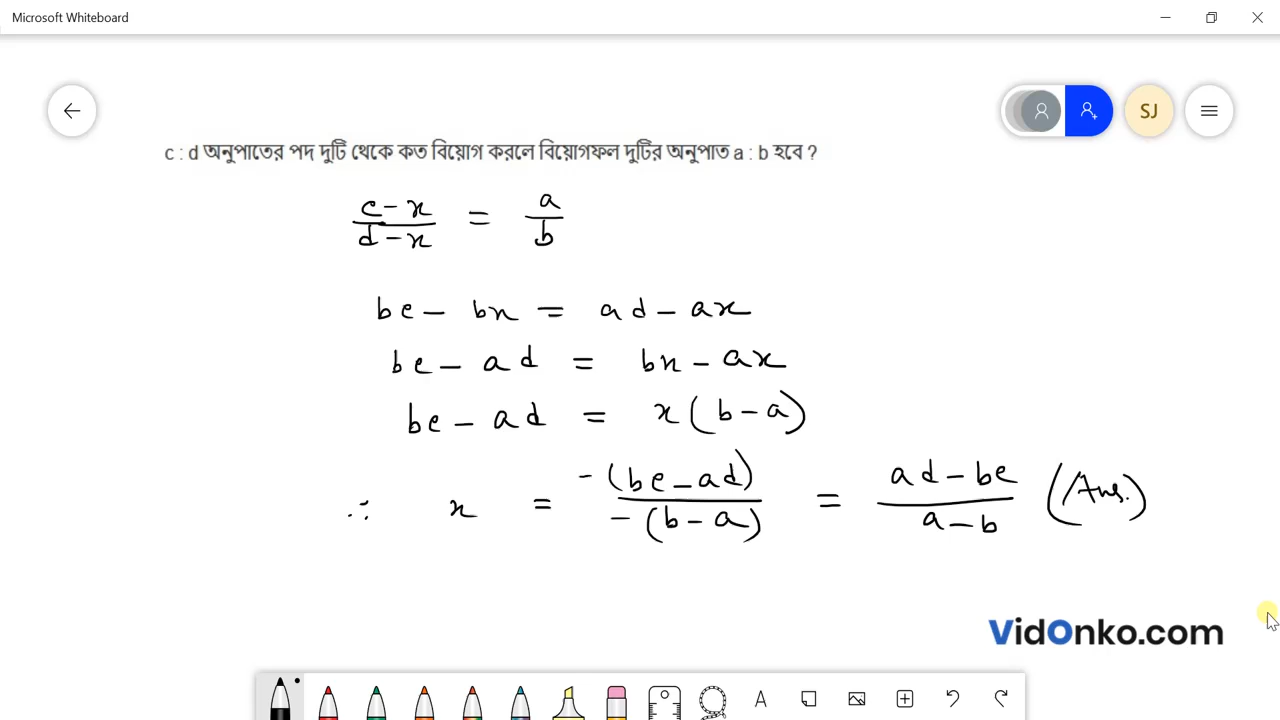 Microsoft Whiteboard
SJ
c : d অনুপাতের পদ দুটি থেকে কত বিয়োগ করলে বিয়োগফল দুটির অনুপাত a : b হবে ?
(c-x)/(d-x) = a/b
bc - bx = ad - ax
bc - ad = bx - ax
bc - ad = x(b-a)
∴ x = -(bc-ad)/-(b-a) = (ad-bc)/(a-b) (Ans.)
VidOnko.com
A